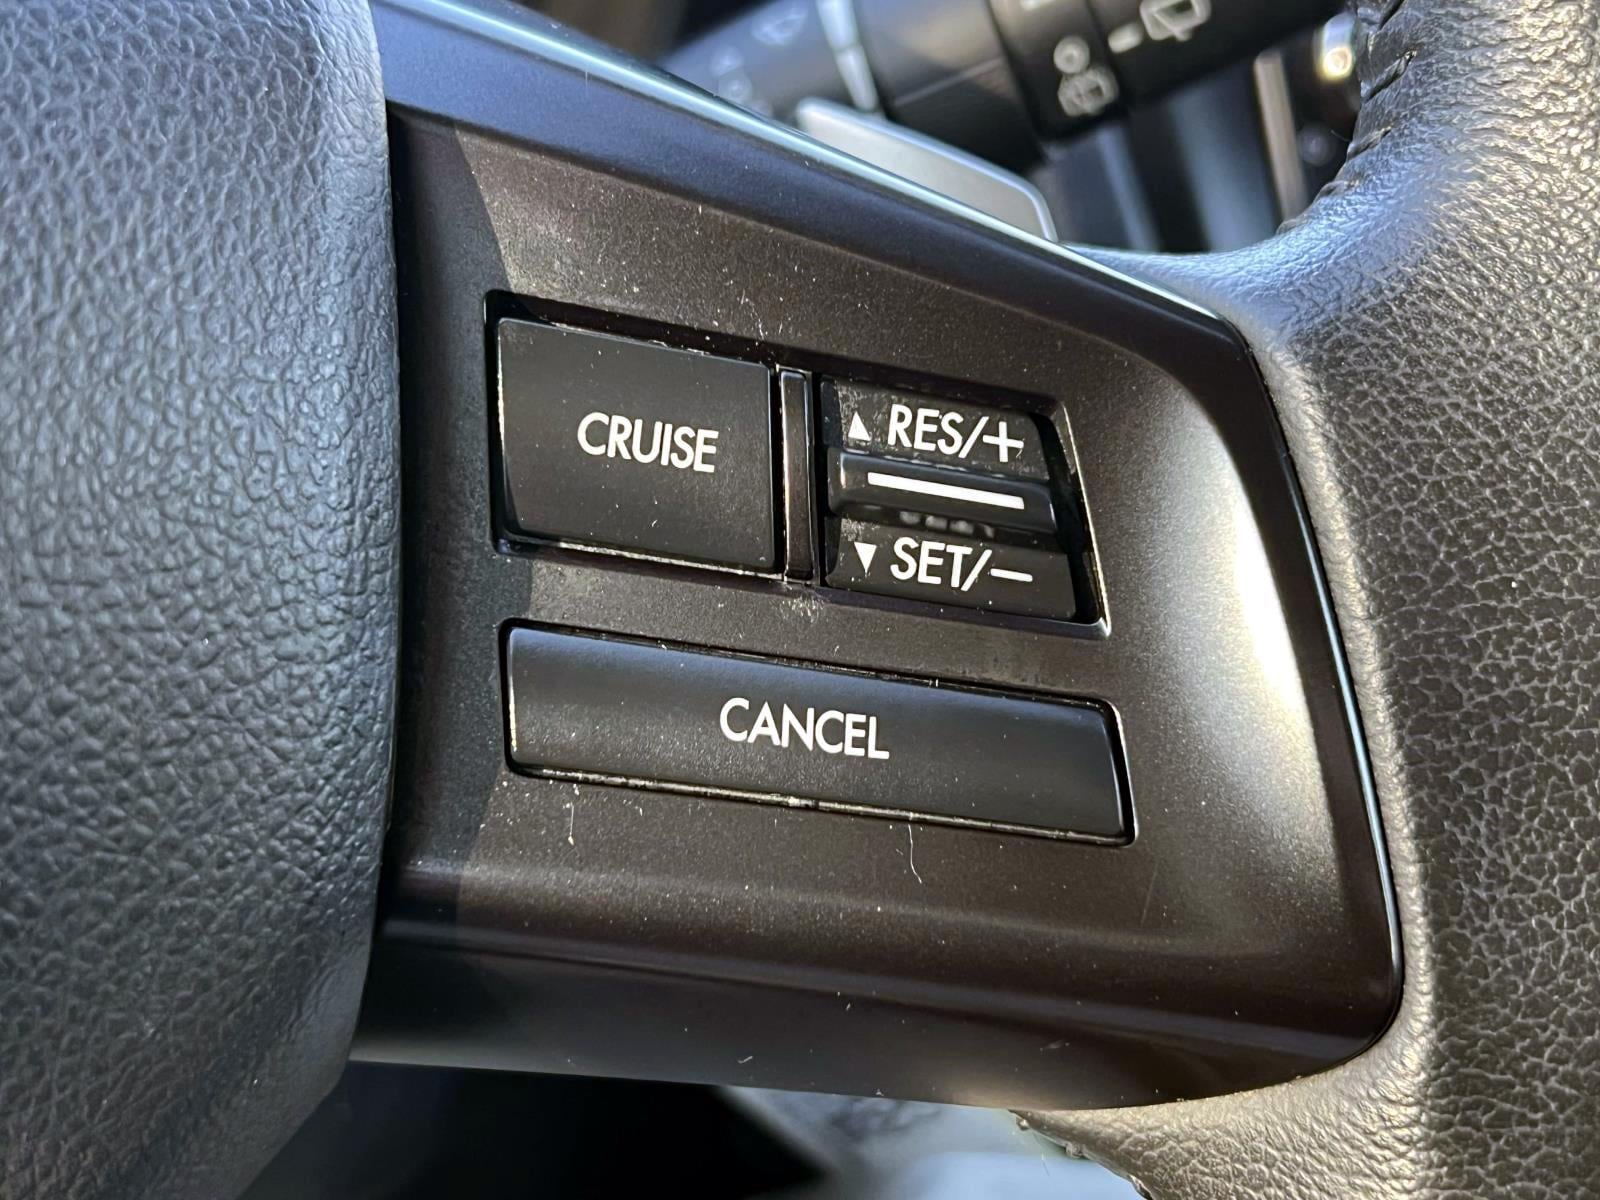 CRUISE
▲ RES/+
▼ SET/−
CANCEL